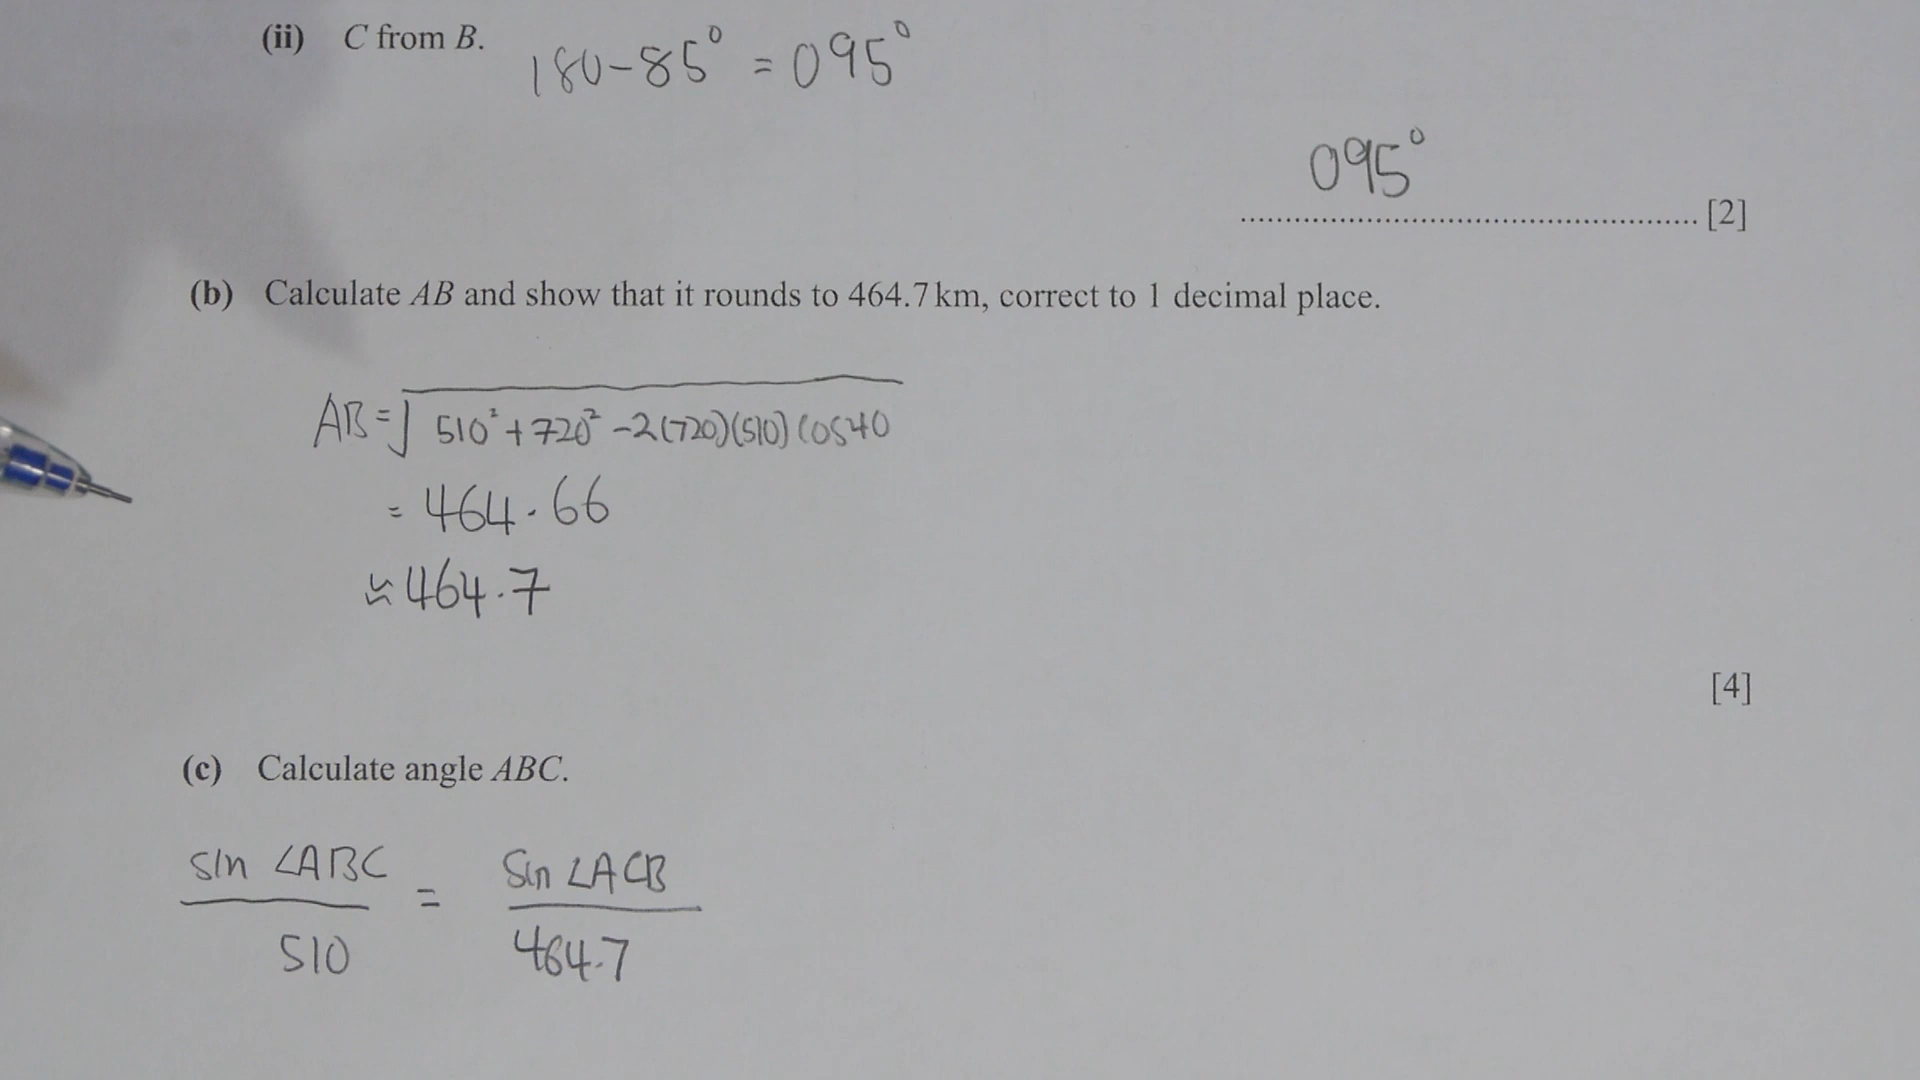 (ii) C from B.
180-85° = 095°
095°
[2]
(b) Calculate AB and show that it rounds to 464.7 km, correct to 1 decimal place.
AB=√510²+720²-2(720)(510)cos40
= 464.66
≈464.7
[4]
(c) Calculate angle ABC.
sin ∠ABC = sin ∠ACB
510 464.7